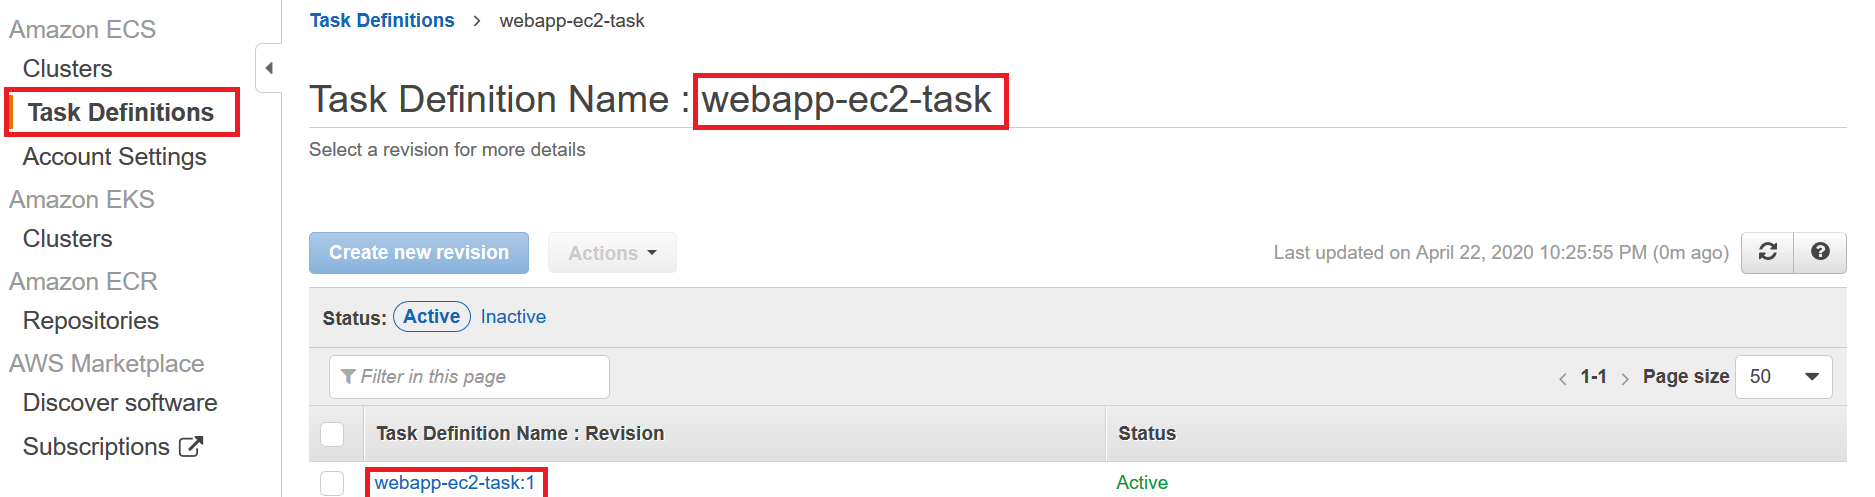 Amazon ECS
Clusters
Task Definitions
Account Settings
Amazon EKS
Clusters
Amazon ECR
Repositories
AWS Marketplace
Discover software
Subscriptions
Task Definitions > webapp-ec2-task
Task Definition Name : webapp-ec2-task
Select a revision for more details
Create new revision Actions Last updated on April 22, 2020 10:25:55 PM (0m ago)
Status: Active Inactive
Filter in this page < 1-1 > Page size 50
Task Definition Name : Revision Status
webapp-ec2-task:1 Active